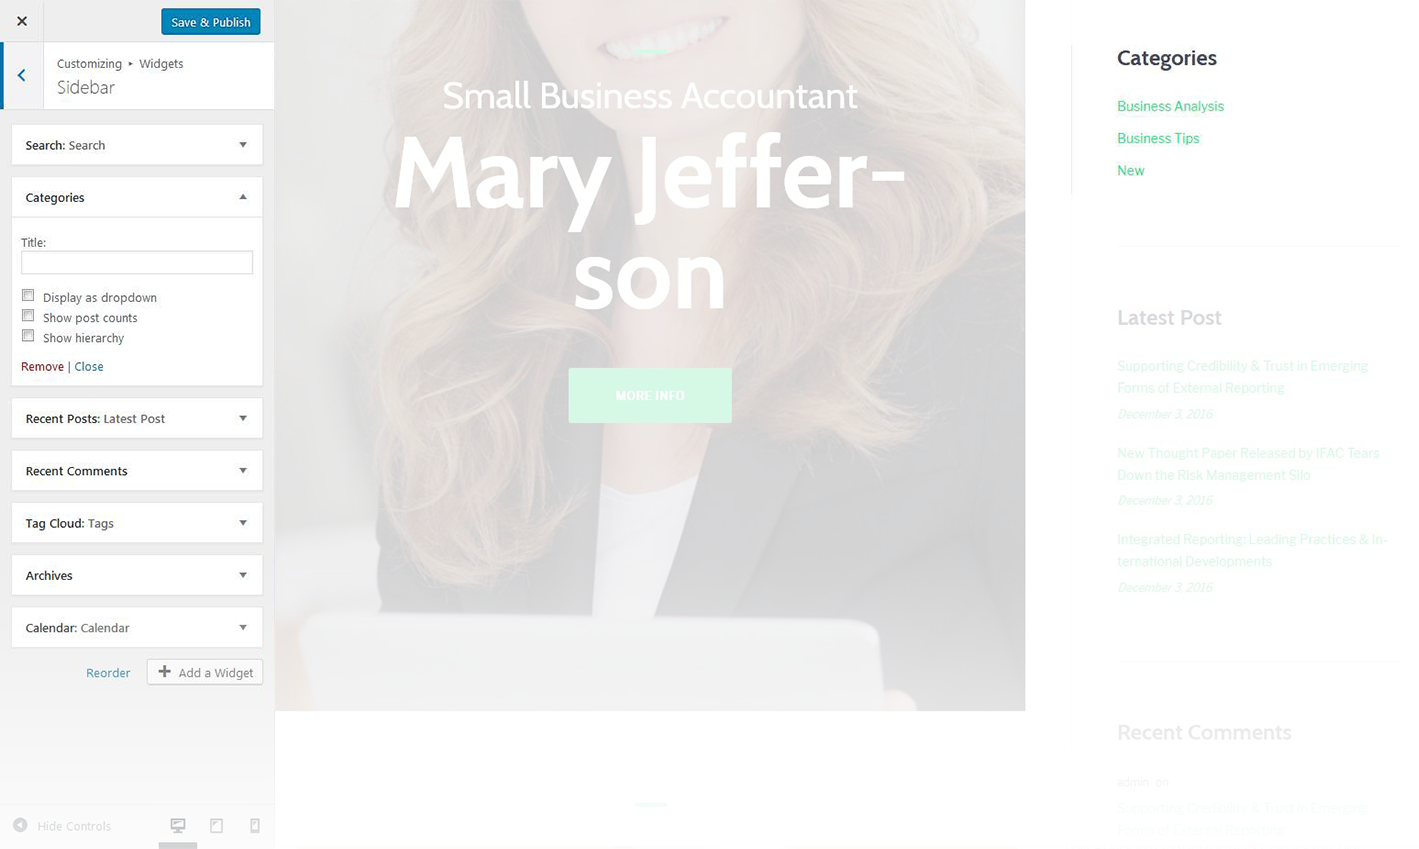 Save & Publish
Customizing ▸ Widgets
Sidebar
Search: Search
Categories
Title:
Display as dropdown
Show post counts
Show hierarchy
Remove | Close
Recent Posts: Latest Post
Recent Comments
Tag Cloud: Tags
Archives
Calendar: Calendar
Reorder
Add a Widget
Hide Controls
Small Business Accountant
Mary Jeffer-
son
MORE INFO
Categories
Business Analysis
Business Tips
New
Latest Post
Supporting Credibility & Trust in Emerging
Forms of External Reporting
December 3, 2016
New Thought Paper Released by IFAC Tears
Down the Risk Management Silo
December 3, 2016
Integrated Reporting: Leading Practices & In-
ternational Developments
December 3, 2016
Recent Comments
admin on
Supporting Credibility & Trust in Emerging
Forms of External Reporting